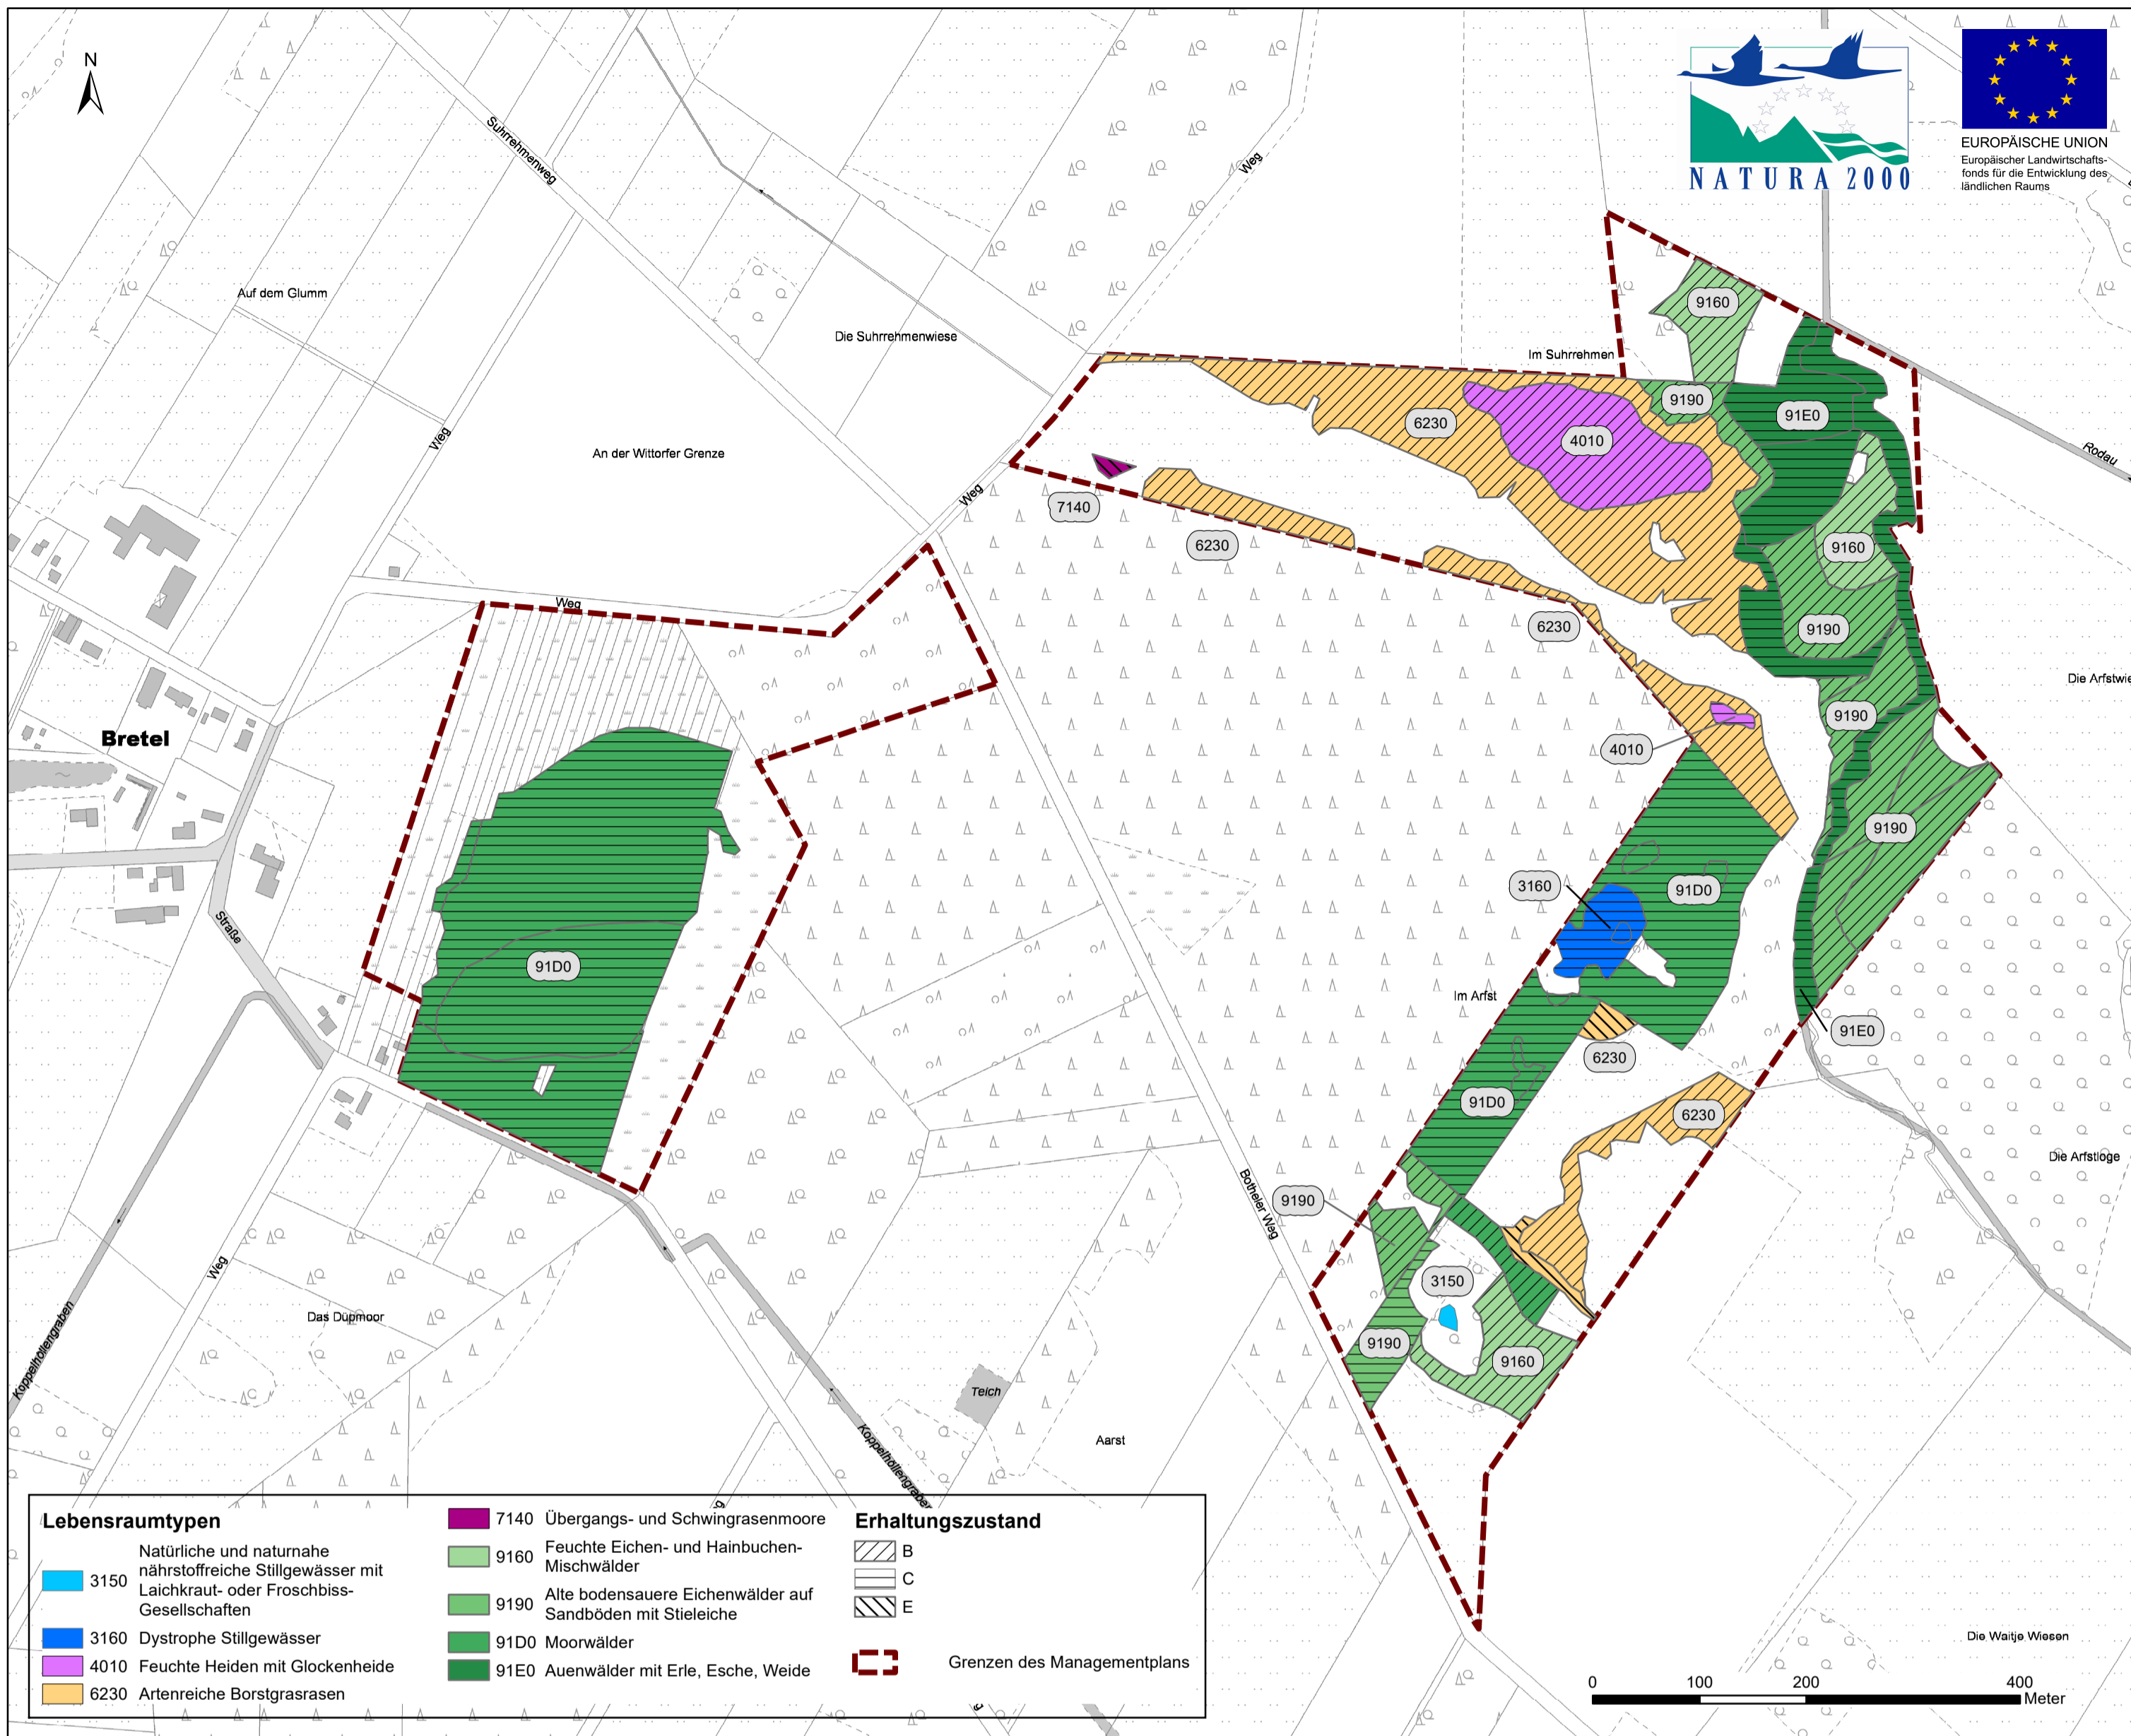 N
NATURA 2000
EUROPÄISCHE UNION
Europäischer Landwirtschafts-
fonds für die Entwicklung des
ländlichen Raums
Suhrrehmenweg
Weg
Auf dem Glumm
Die Suhrrehmenwiese
Im Suhrrehmen
9160
9190
91E0
6230
4010
Weg
An der Wittorfer Grenze
Rodau
Weg
7140
6230
9160
Weg
6230
9190
Die Arfstwie
9190
Bretel
4010
9190
3160
91D0
Straße
91D0
Im Arfst
91E0
6230
91D0
6230
Die Arfstloge
Botheler Weg
9190
Weg
3150
Das Düpmoor
Koppelhollengraben
9190
9160
Teich
Koppelhollengraben
Aarst
Die Waitje Wiesen
Lebensraumtypen
3150 Natürliche und naturnahe
nährstoffreiche Stillgewässer mit
Laichkraut- oder Froschbiss-
Gesellschaften
3160 Dystrophe Stillgewässer
4010 Feuchte Heiden mit Glockenheide
6230 Artenreiche Borstgrasrasen
7140 Übergangs- und Schwingrasenmoore
9160 Feuchte Eichen- und Hainbuchen-
Mischwälder
9190 Alte bodensauere Eichenwälder auf
Sandböden mit Stieleiche
91D0 Moorwälder
91E0 Auenwälder mit Erle, Esche, Weide
Erhaltungszustand
B
C
E
Grenzen des Managementplans
0 100 200 400
Meter